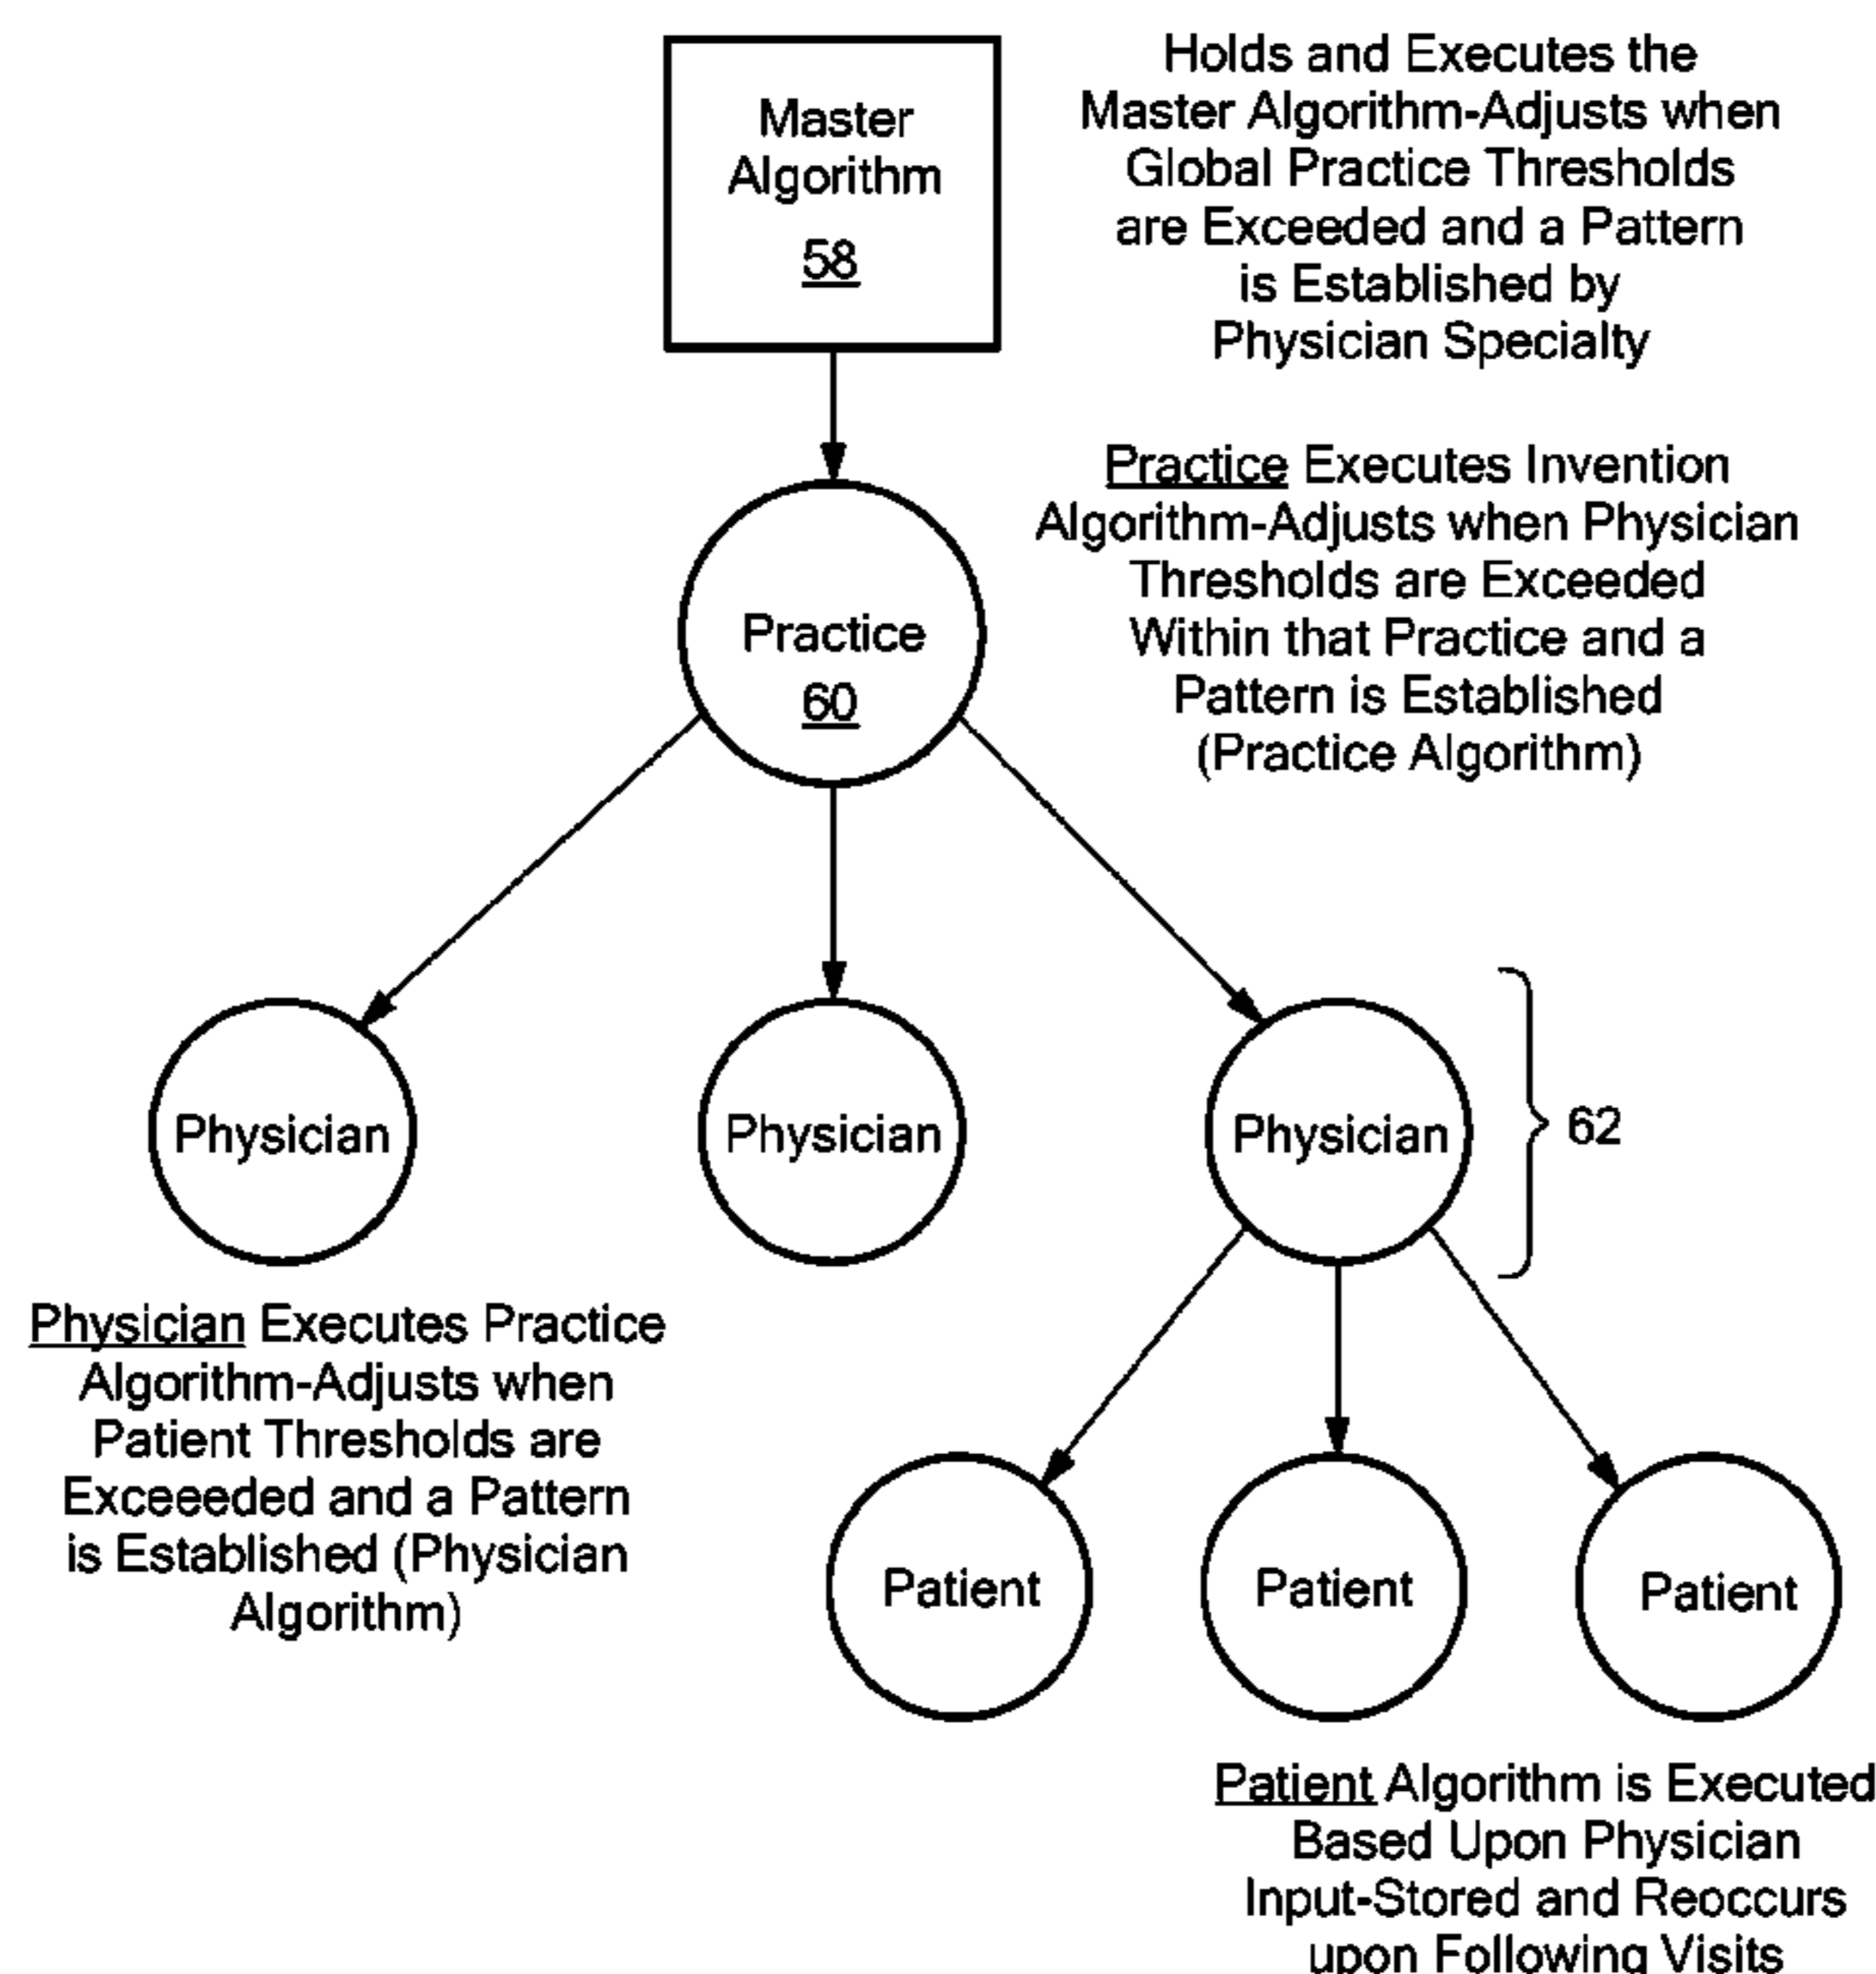 Master
Algorithm
58
Holds and Executes the
Master Algorithm-Adjusts when
Global Practice Thresholds
are Exceeded and a Pattern
is Established by
Physician Specialty
Practice
60
Practice Executes Invention
Algorithm-Adjusts when Physician
Thresholds are Exceeded
Within that Practice and a
Pattern is Established
(Practice Algorithm)
Physician
Physician
Physician
62
Physician Executes Practice
Algorithm-Adjusts when
Patient Thresholds are
Exceeeded and a Pattern
is Established (Physician
Algorithm)
Patient
Patient
Patient
Patient Algorithm is Executed
Based Upon Physician
Input-Stored and Reoccurs
upon Following Visits